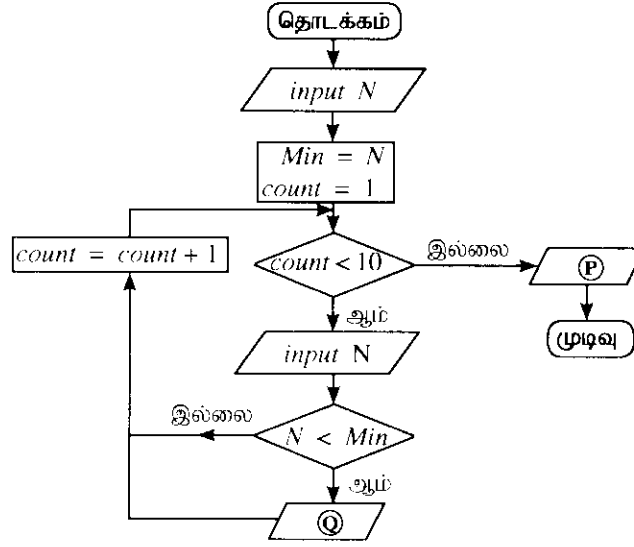 தொடக்கம்
input N
Min = N
count = 1
count = count + 1
count < 10
இல்லை
P
ஆம்
முடிவு
input N
இல்லை
N < Min
ஆம்
Q